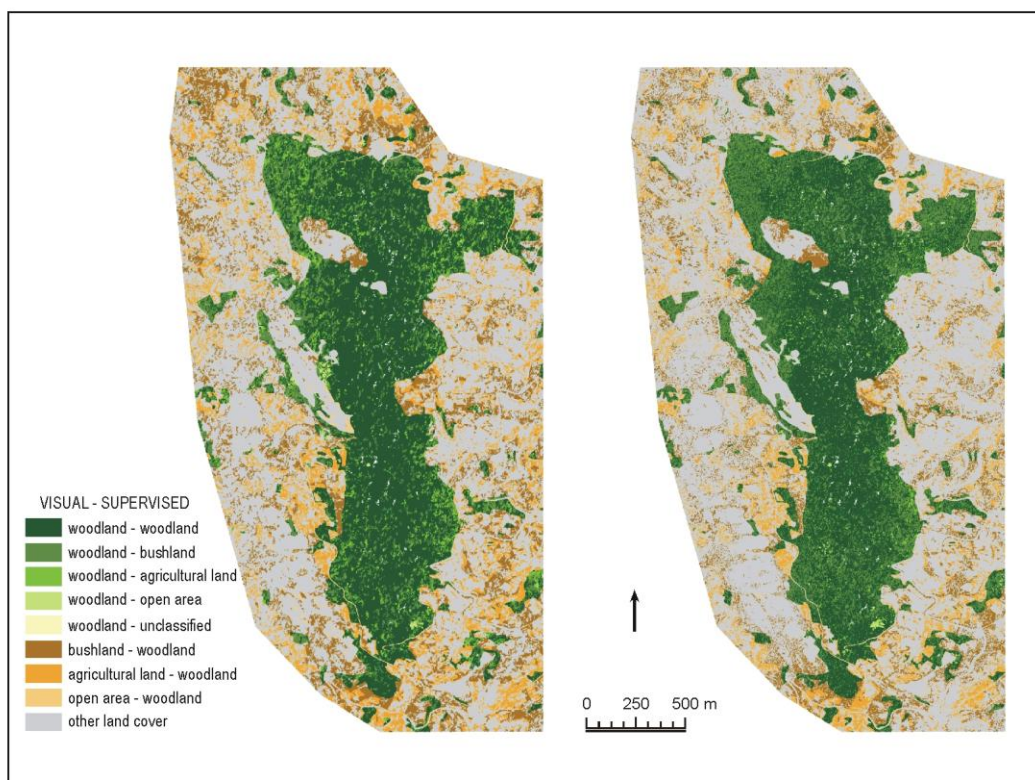 VISUAL - SUPERVISED
woodland - woodland
woodland - bushland
woodland - agricultural land
woodland - open area
woodland - unclassified
bushland - woodland
agricultural land - woodland
open area - woodland
other land cover
0 250 500 m